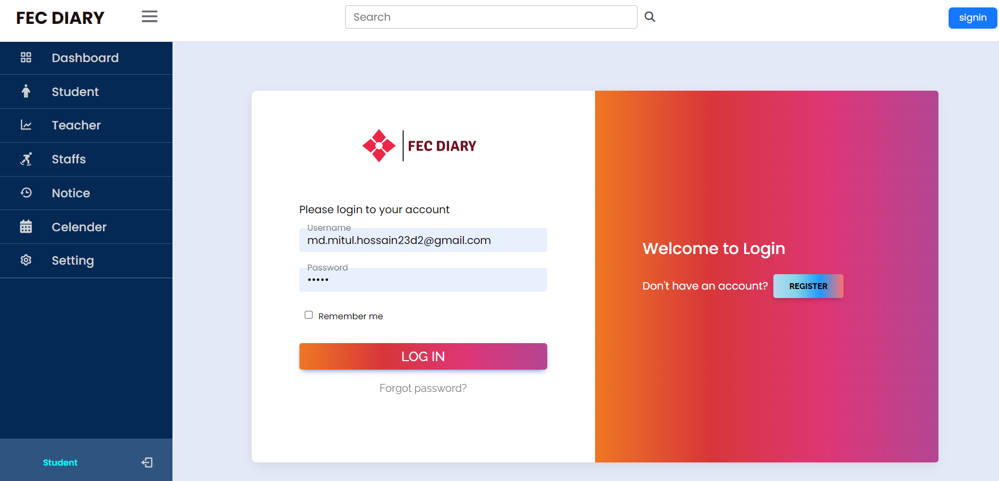 FEC DIARY
Search
signin
Dashboard
Student
Teacher
Staffs
Notice
Celender
Setting
Student
FEC DIARY
Please login to your account
Username
md.mitul.hossain23d2@gmail.com
Password
•••••
Remember me
LOG IN
Forgot password?
Welcome to Login
Don't have an account? REGISTER